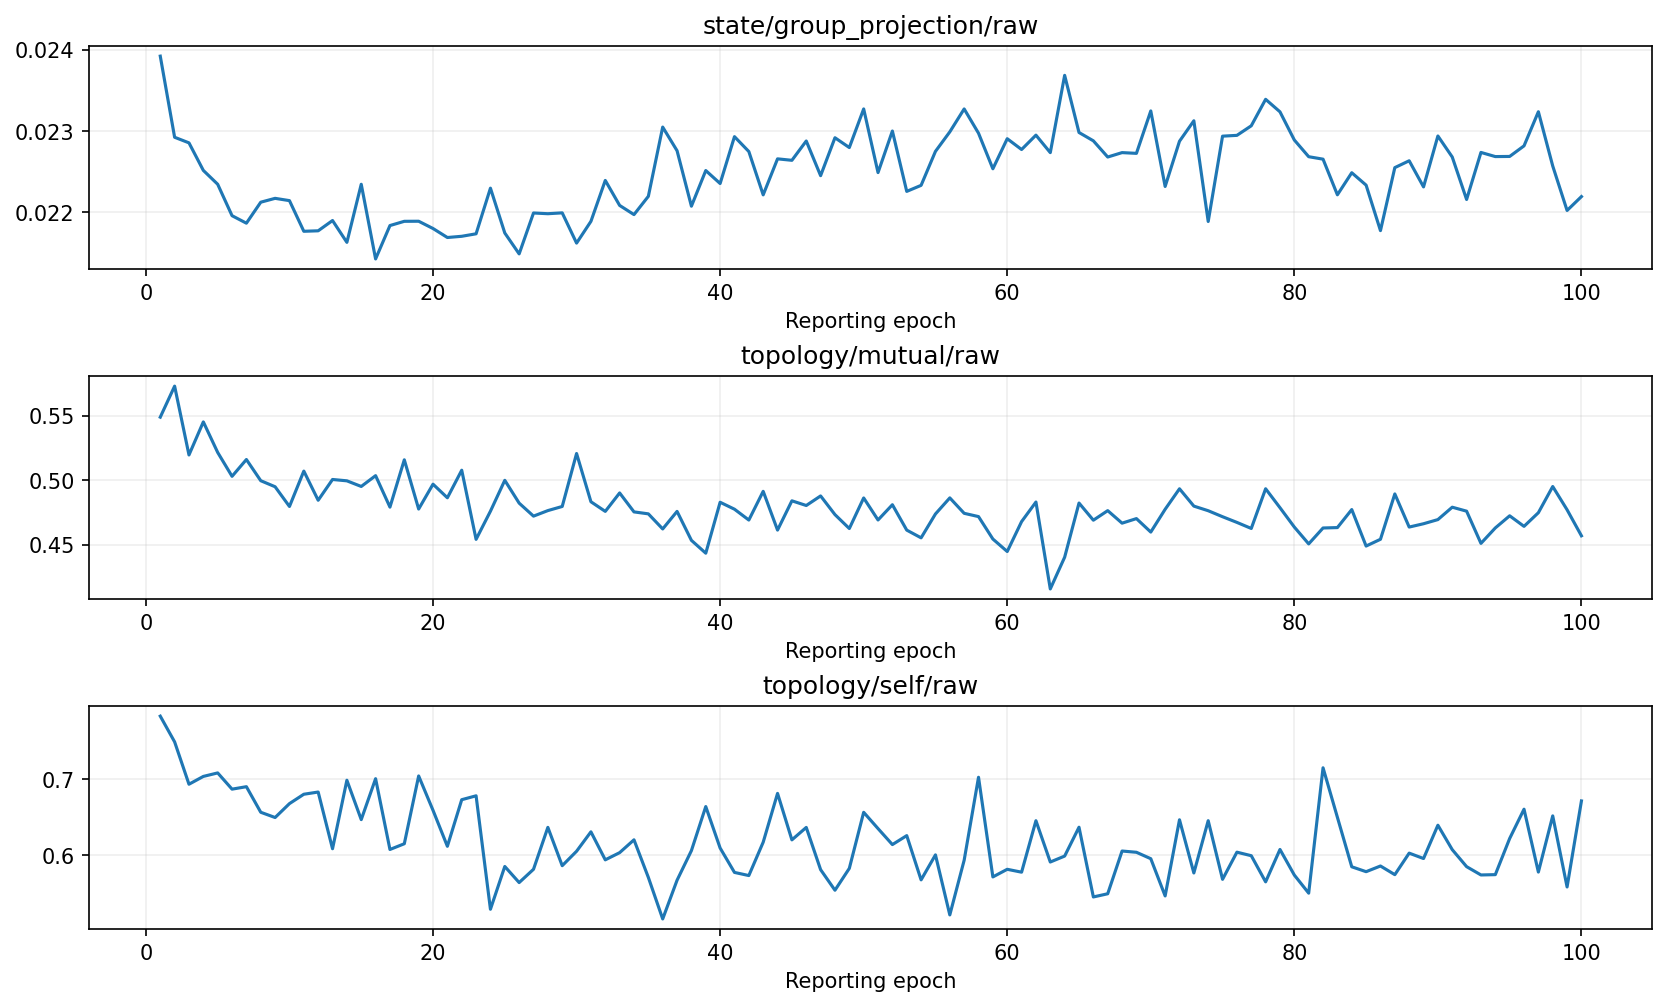 state/group_projection/raw
0.024
0.023
0.022
0 20 40 60 80 100
Reporting epoch
topology/mutual/raw
0.55
0.50
0.45
0 20 40 60 80 100
Reporting epoch
topology/self/raw
0.7
0.6
0 20 40 60 80 100
Reporting epoch